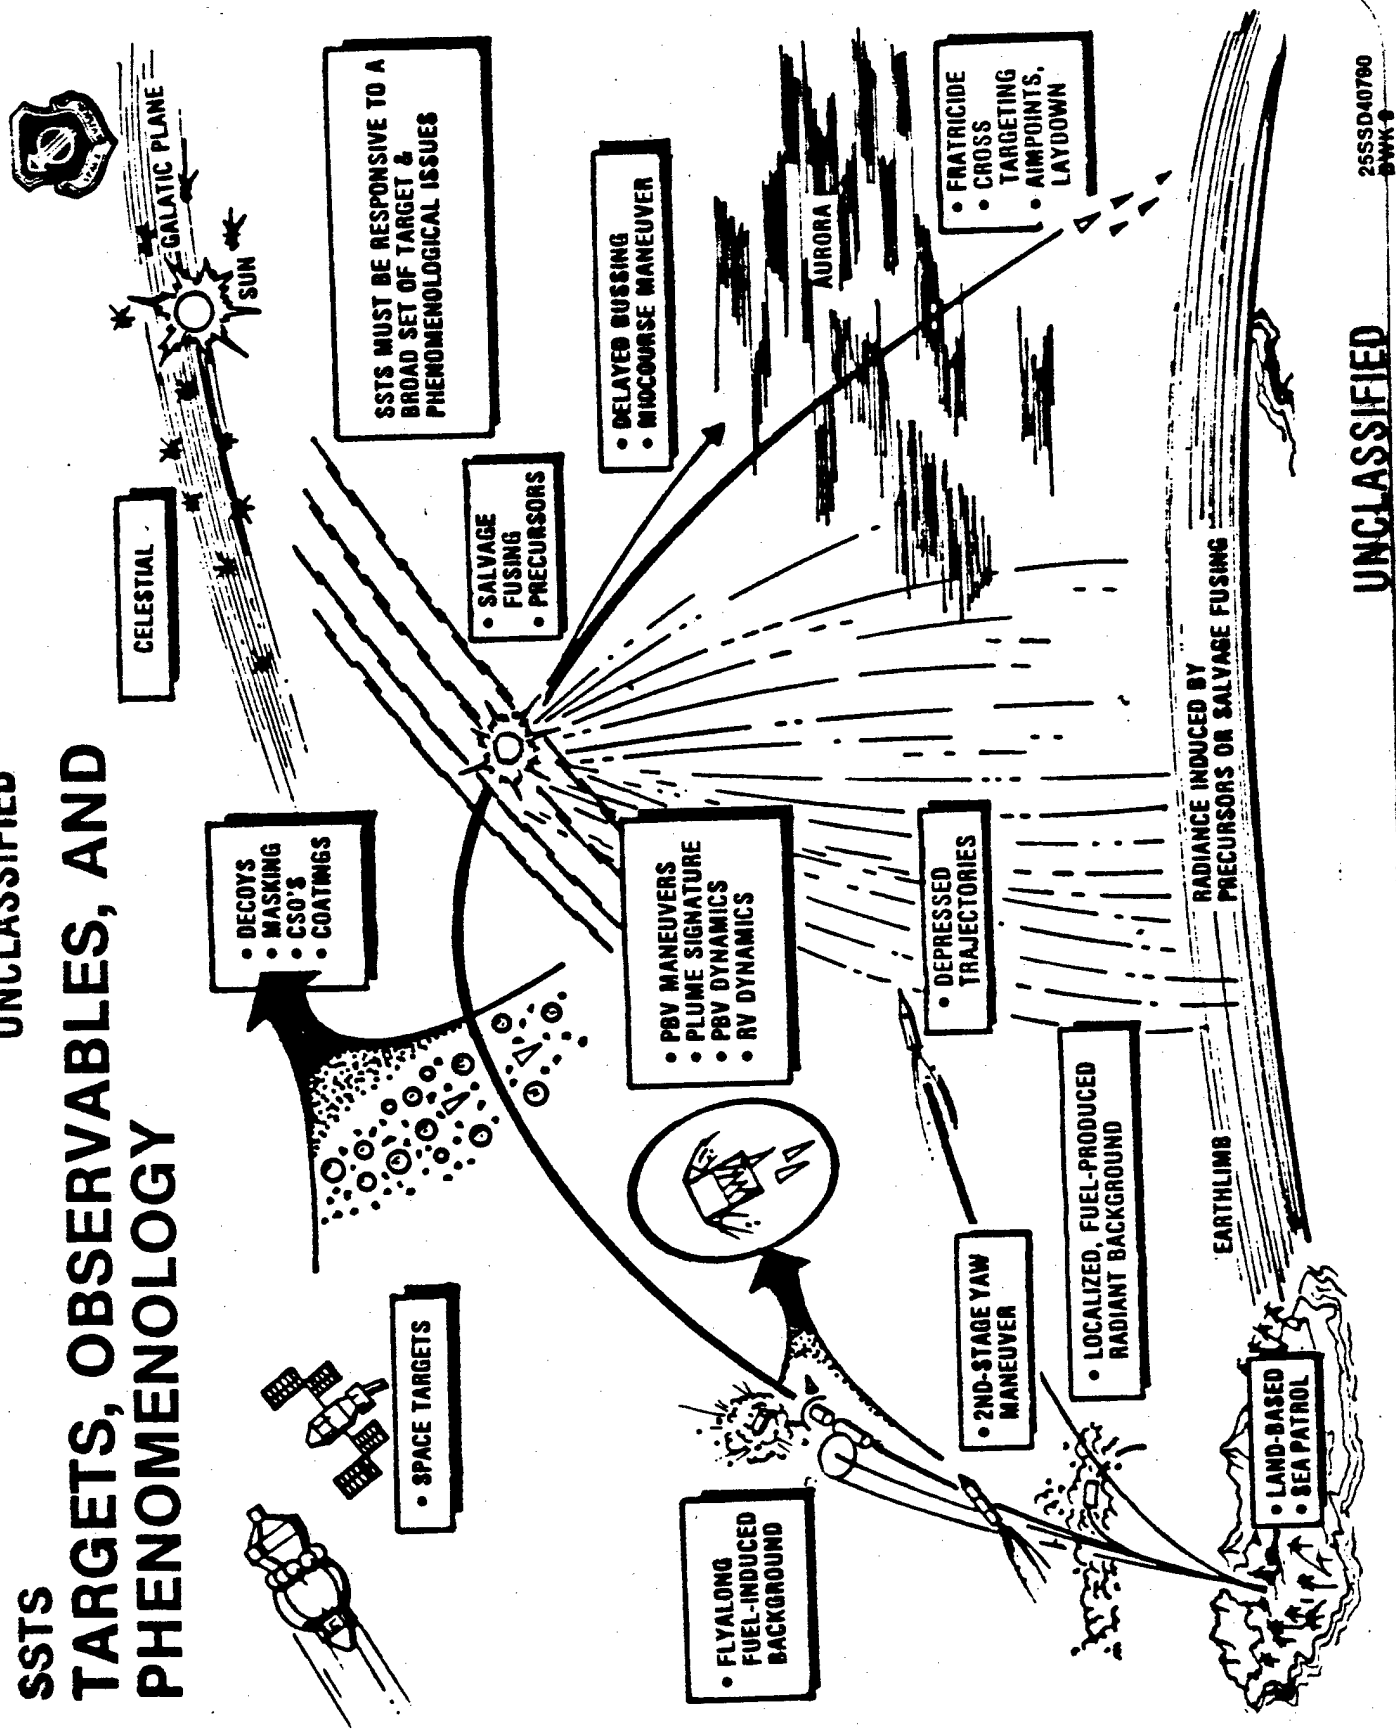 UNCLASSIFIED
SSTS
TARGETS, OBSERVABLES, AND
PHENOMENOLOGY
GALATIC PLANE
SUN
CELESTIAL
SSTS MUST BE RESPONSIVE TO A
BROAD SET OF TARGET &
PHENOMENOLOGICAL ISSUES
• DECOYS
• MASKING
• CSO'S
• COATINGS
• SPACE TARGETS
• SALVAGE
FUSING
• PRECURSORS
• DELAYED BUSSING
• MIDCOURSE MANEUVER
• PBV MANEUVERS
• PLUME SIGNATURE
• PBV DYNAMICS
• RV DYNAMICS
AURORA
• FLYALONG
FUEL-INDUCED
BACKGROUND
• DEPRESSED
TRAJECTORIES
• FRATRICIDE
• CROSS
TARGETING
• AIMPOINTS,
LAYDOWN
• 2ND-STAGE YAW
MANEUVER
• LOCALIZED, FUEL-PRODUCED
RADIANT BACKGROUND
EARTHLIMB
RADIANCE INDUCED BY
PRECURSORS OR SALVAGE FUSING
• LAND-BASED
• SEA PATROL
UNCLASSIFIED
25SSD40790